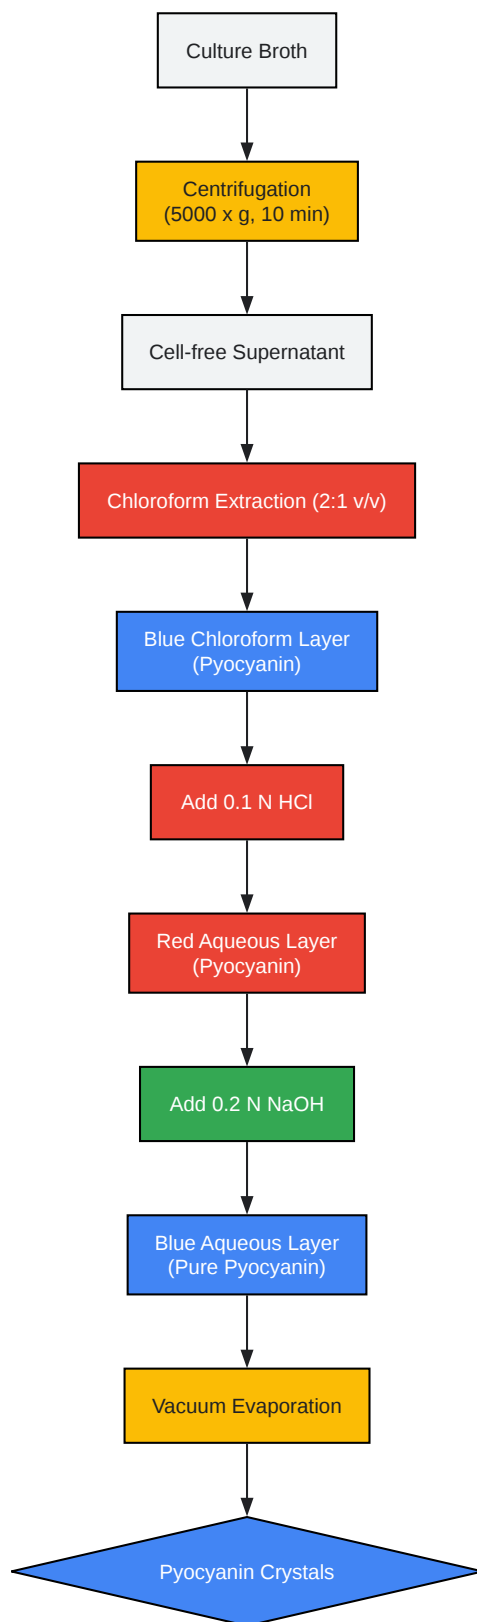 Culture Broth
Centrifugation
(5000 x g, 10 min)
Cell-free Supernatant
Chloroform Extraction (2:1 v/v)
Blue Chloroform Layer
(Pyocyanin)
Add 0.1 N HCl
Red Aqueous Layer
(Pyocyanin)
Add 0.2 N NaOH
Blue Aqueous Layer
(Pure Pyocyanin)
Vacuum Evaporation
Pyocyanin Crystals